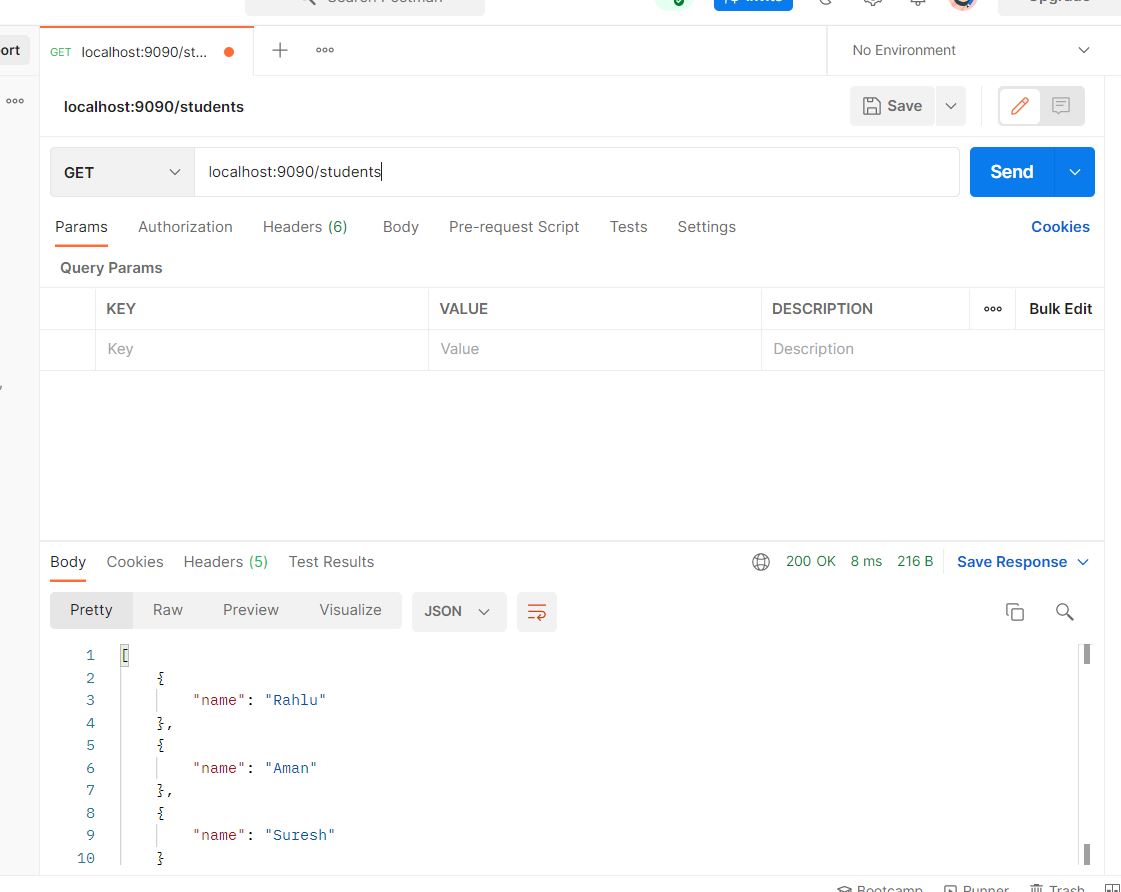 Search Postman
Invite
Upgrade
ort
GET localhost:9090/st...
No Environment
localhost:9090/students
Save
GET
localhost:9090/students
Send
Params Authorization Headers (6) Body Pre-request Script Tests Settings Cookies
Query Params
KEY VALUE DESCRIPTION Bulk Edit
Key Value Description
Body Cookies Headers (5) Test Results 200 OK 8 ms 216 B Save Response
Pretty Raw Preview Visualize JSON
1 [
2 {
3 "name": "Rahlu"
4 },
5 {
6 "name": "Aman"
7 },
8 {
9 "name": "Suresh"
10 }
Bootcamp Runner Trash